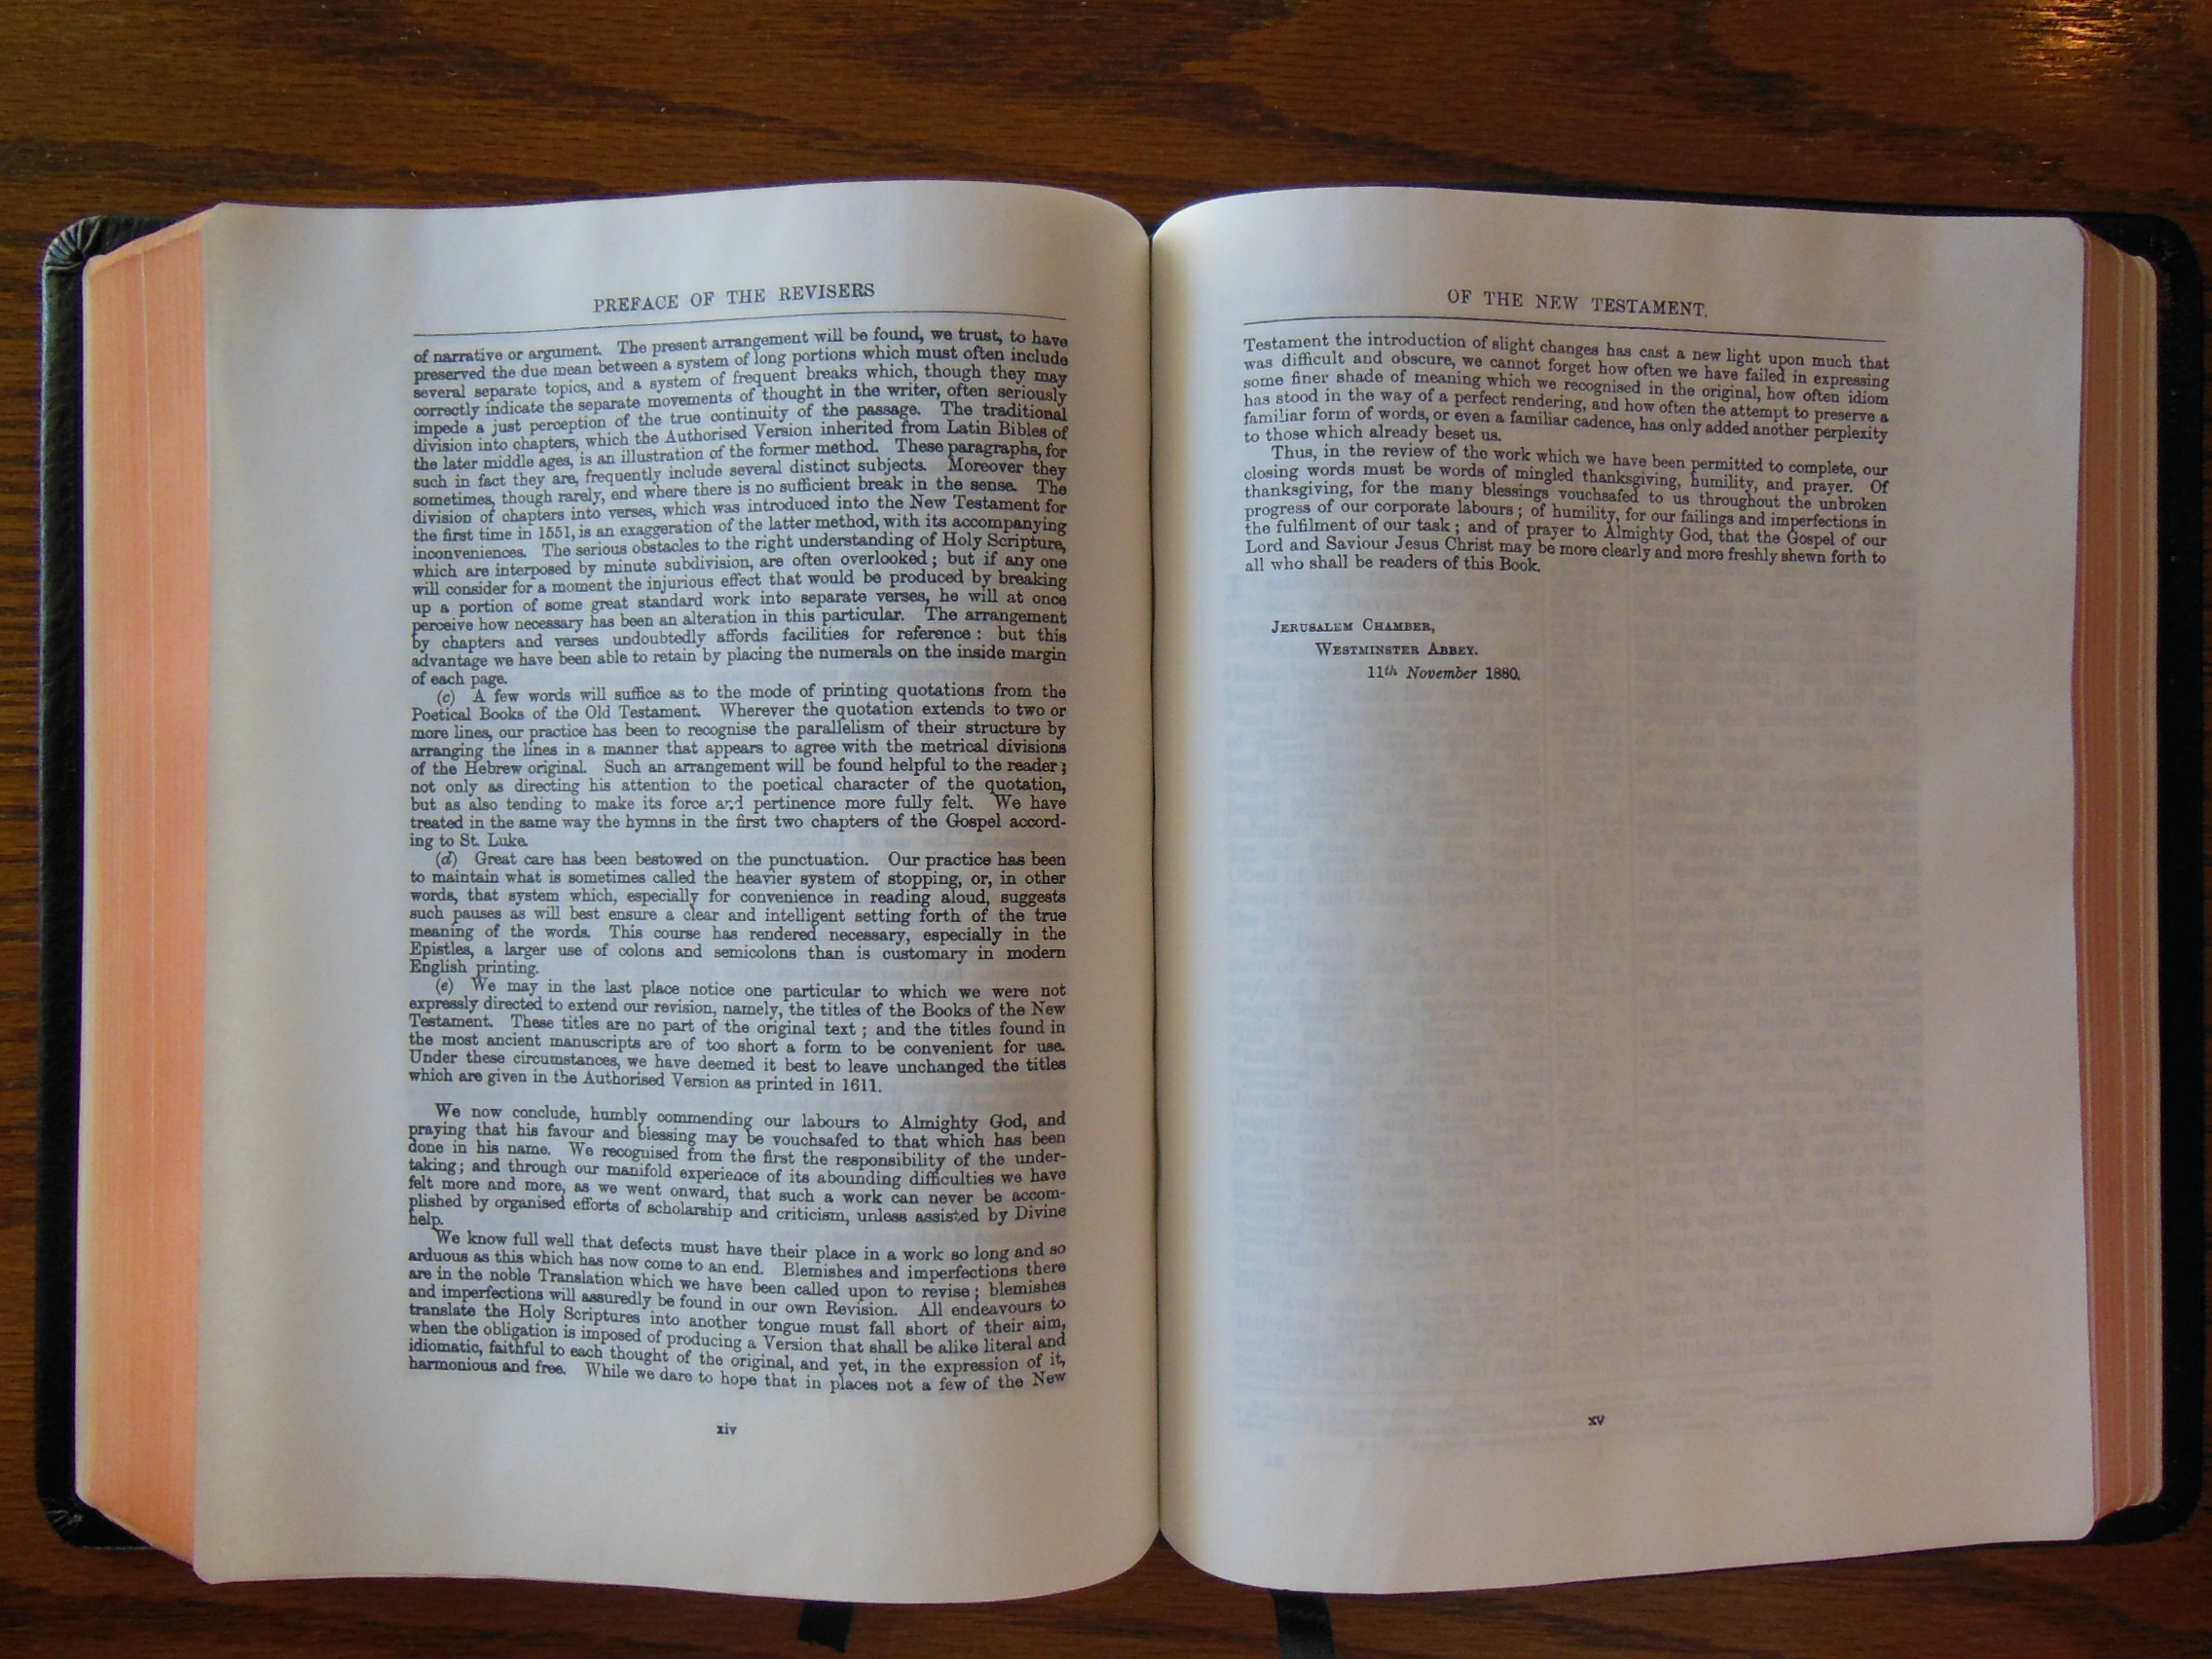 PREFACE OF THE REVISERS
of narrative or argument. The present arrangement will be found, we trust, to have
preserved the due mean between a system of long portions which must often include
several separate topics, and a system of frequent breaks which, though they may
correctly indicate the separate movements of thought in the writer, often seriously
impede a just perception of the true continuity of the passage. The traditional
division into chapters, which the Authorised Version inherited from Latin Bibles of
the later middle ages, is an illustration of the former method. These paragraphs, for
such in fact they are, frequently include several distinct subjects. Moreover they
sometimes, though rarely, end where there is no sufficient break in the sense. The
division of chapters into verses, which was introduced into the New Testament for
the first time in 1551, is an exaggeration of the latter method, with its accompanying
inconveniences. The serious obstacles to the right understanding of Holy Scripture,
which are interposed by minute subdivision, are often overlooked; but if any one
will consider for a moment the injurious effect that would be produced by breaking
up a portion of some great standard work into separate verses, he will at once
perceive how necessary has been an alteration in this particular. The arrangement
by chapters and verses undoubtedly affords facilities for reference: but this
advantage we have been able to retain by placing the numerals on the inside margin
of each page.
(c) A few words will suffice as to the mode of printing quotations from the
Poetical Books of the Old Testament. Wherever the quotation extends to two or
more lines, our practice has been to recognise the parallelism of their structure by
arranging the lines in a manner that appears to agree with the metrical divisions
of the Hebrew original. Such an arrangement will be found helpful to the reader;
not only as directing his attention to the poetical character of the quotation,
but as also tending to make its force and pertinence more fully felt. We have
treated in the same way the hymns in the first two chapters of the Gospel accord-
ing to St. Luke.
(d) Great care has been bestowed on the punctuation. Our practice has been
to maintain what is sometimes called the heavier system of stopping, or, in other
words, that system which, especially for convenience in reading aloud, suggests
such pauses as will best ensure a clear and intelligent setting forth of the true
meaning of the words. This course has rendered necessary, especially in the
Epistles, a larger use of colons and semicolons than is customary in modern
English printing.
(e) We may in the last place notice one particular to which we were not
expressly directed to extend our revision, namely, the titles of the Books of the New
Testament. These titles are no part of the original text; and the titles found in
the most ancient manuscripts are of too short a form to be convenient for use.
Under these circumstances, we have deemed it best to leave unchanged the titles
which are given in the Authorised Version as printed in 1611.
We now conclude, humbly commending our labours to Almighty God, and
praying that his favour and blessing may be vouchsafed to that which has been
done in his name. We recognised from the first the responsibility of the under-
taking; and through our manifold experience of its abounding difficulties we have
felt more and more, as we went onward, that such a work can never be accom-
plished by organised efforts of scholarship and criticism, unless assisted by Divine
help.
We know full well that defects must have their place in a work so long and so
arduous as this which has now come to an end. Blemishes and imperfections there
are in the noble Translation which we have been called upon to revise; blemishes
and imperfections will assuredly be found in our own Revision. All endeavours to
translate the Holy Scriptures into another tongue must fall short of their aim,
when the obligation is imposed of producing a Version that shall be alike literal and
idiomatic, faithful to each thought of the original, and yet, in the expression of it,
harmonious and free. While we dare to hope that in places not a few of the New
xiv
OF THE NEW TESTAMENT.
Testament the introduction of slight changes has cast a new light upon much that
was difficult and obscure, we cannot forget how often we have failed in expressing
some finer shade of meaning which we recognised in the original, how often idiom
has stood in the way of a perfect rendering, and how often the attempt to preserve a
familiar form of words, or even a familiar cadence, has only added another perplexity
to those which already beset us.
Thus, in the review of the work which we have been permitted to complete, our
closing words must be words of mingled thanksgiving, humility, and prayer. Of
thanksgiving, for the many blessings vouchsafed to us throughout the unbroken
progress of our corporate labours; of humility, for our failings and imperfections in
the fulfilment of our task; and of prayer to Almighty God, that the Gospel of our
Lord and Saviour Jesus Christ may be more clearly and more freshly shewn forth to
all who shall be readers of this Book.
JERUSALEM CHAMBER,
WESTMINSTER ABBEY.
11th November 1880.
xv